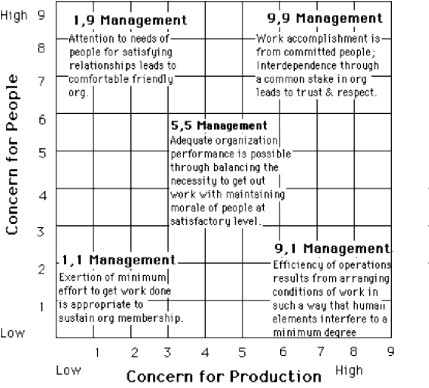 High 9
8
7
6
5
4
3
2
1
Low
Concern for People
1,9 Management
Attention to needs of
people for satisfying
relationships leads to
comfortable friendly
org.
9,9 Management
Work accomplishment is
from committed people;
Interdependence through
a common stake in org
leads to trust & respect.
5,5 Management
Adequate organization
performance is possible
through balancing the
necessity to get out
work with maintaining
morale of people at
satisfactory level.
1,1 Management
Exertion of minimum
effort to get work done
is appropriate to
sustain org membership.
9,1 Management
Efficiency of operations
results from arranging
conditions of work in
such a way that human
elements interfere to a
minimum degree
1 2 3 4 5 6 7 8 9
Low High
Concern for Production